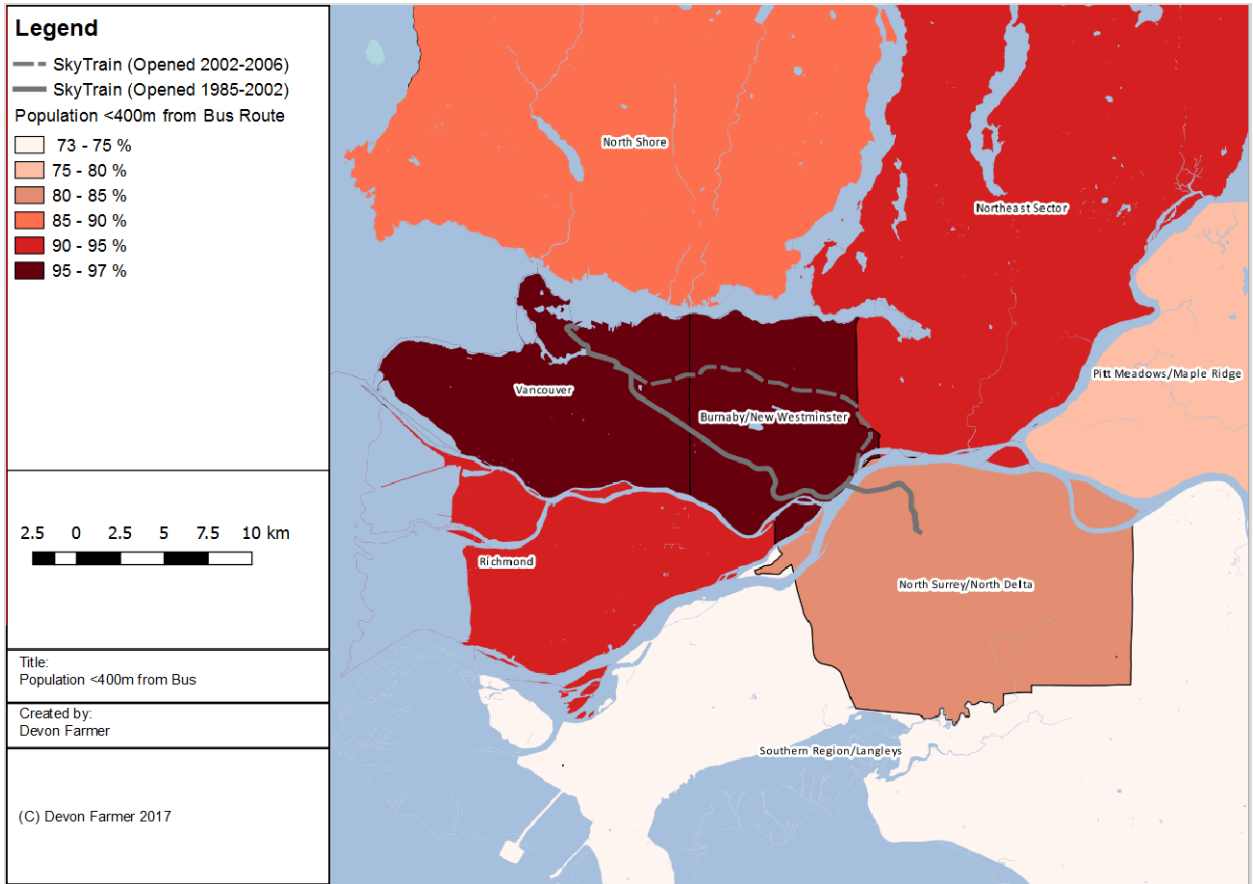 Legend
SkyTrain (Opened 2002-2006)
SkyTrain (Opened 1985-2002)
Population <400m from Bus Route
73 - 75 %
75 - 80 %
80 - 85 %
85 - 90 %
90 - 95 %
95 - 97 %
2.5 0 2.5 5 7.5 10 km
Title:
Population <400m from Bus
Created by:
Devon Farmer
(C) Devon Farmer 2017
North Shore
Northeast Sector
Pitt Meadows/Maple Ridge
Vancouver
Burnaby/New Westminster
Richmond
North Surrey/North Delta
Southern Region/Langleys